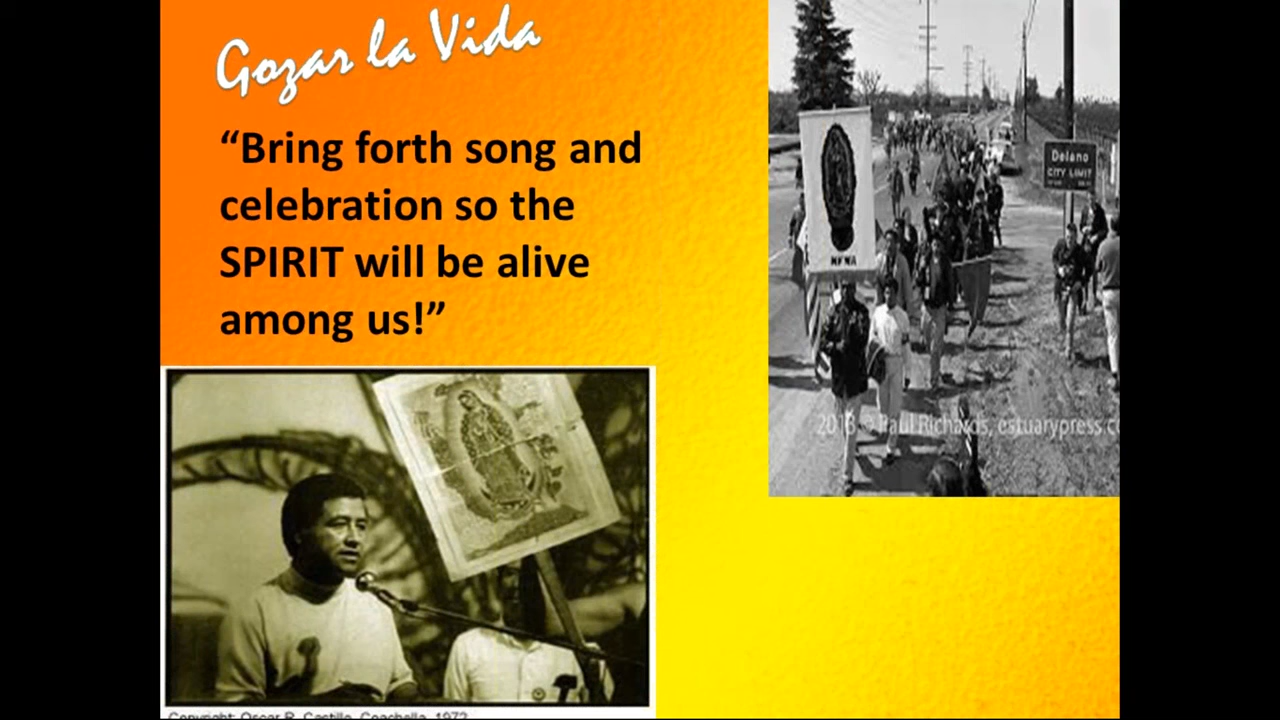 Gozar la Vida
“Bring forth song and
celebration so the
SPIRIT will be alive
among us!”
NFWA
Delano
CITY LIMIT
2013 © Paul Richards, estuarypress.c
Copyright: Oscar R. Castillo, Coachella, 1972